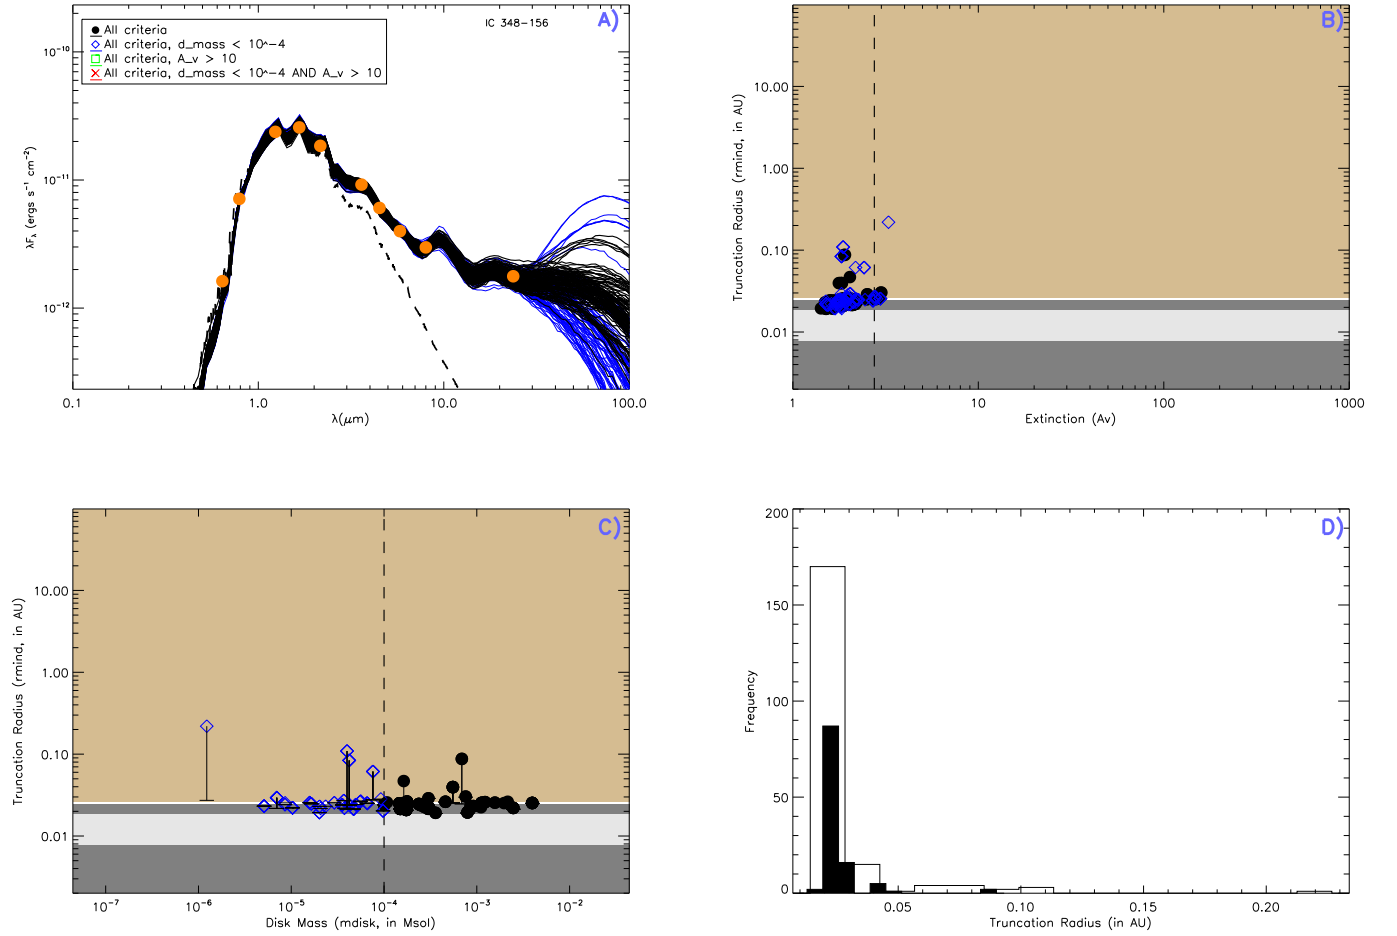 IC 348-156
A)
All criteria
All criteria, d_mass < 10^-4
All criteria, A_v > 10
All criteria, d_mass < 10^-4 AND A_v > 10
10⁻¹⁰
10⁻¹¹
10⁻¹²
λF_λ (ergs s⁻¹ cm⁻²)
0.1 1.0 10.0 100.0
λ(μm)
B)
10.00
1.00
0.10
0.01
Truncation Radius (rmind, in AU)
1 10 100 1000
Extinction (Av)
C)
10.00
1.00
0.10
0.01
Truncation Radius (rmind, in AU)
10⁻⁷ 10⁻⁶ 10⁻⁵ 10⁻⁴ 10⁻³ 10⁻²
Disk Mass (mdisk, in Msol)
D)
200
150
100
50
0
Frequency
0.05 0.10 0.15 0.20
Truncation Radius (in AU)